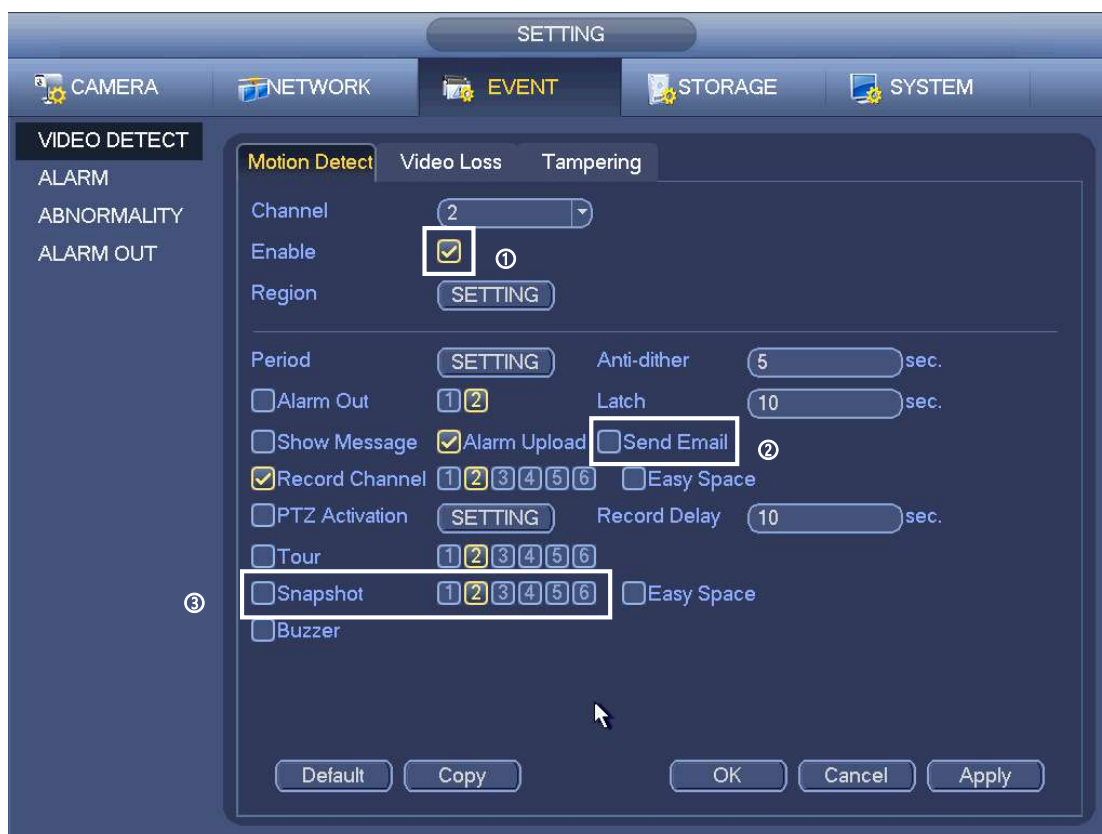 SETTING
CAMERA NETWORK EVENT STORAGE SYSTEM
VIDEO DETECT
ALARM
ABNORMALITY
ALARM OUT
Motion Detect Video Loss Tampering
Channel 2
Enable ①
Region SETTING
Period SETTING Anti-dither 5 sec.
Alarm Out 1 2 Latch 10 sec.
Show Message Alarm Upload Send Email ②
Record Channel 1 2 3 4 5 6 Easy Space
PTZ Activation SETTING Record Delay 10 sec.
Tour 1 2 3 4 5 6
③ Snapshot 1 2 3 4 5 6 Easy Space
Buzzer
Default Copy OK Cancel Apply